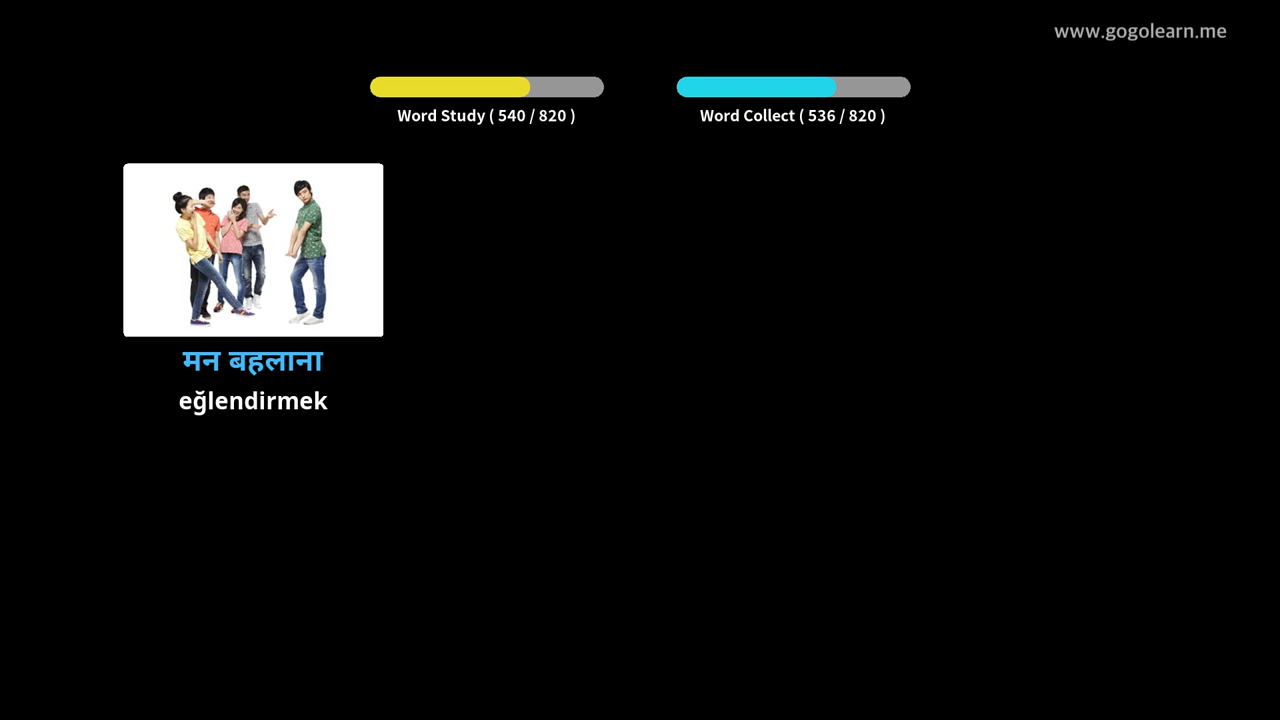 www.gogolearn.me
Word Study ( 540 / 820 )
Word Collect ( 536 / 820 )
मन बहलाना
eğlendirmek